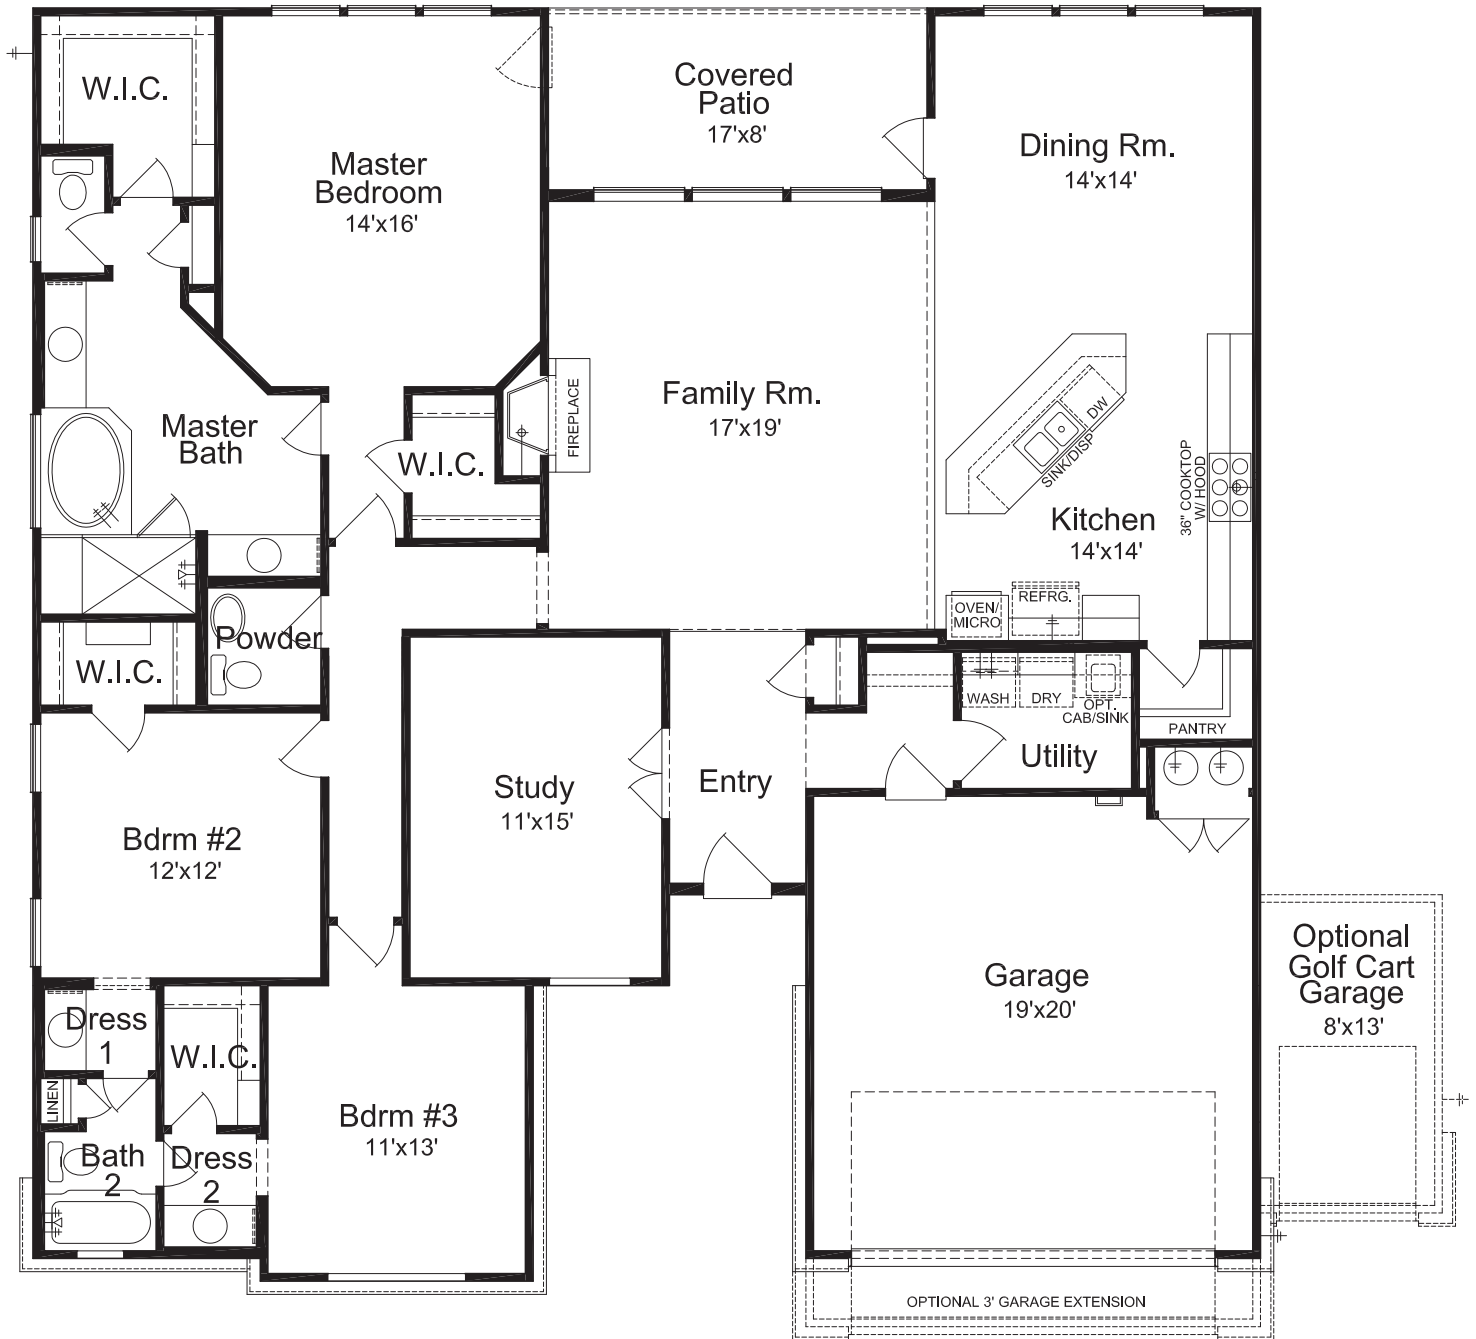 W.I.C.
Covered
Patio
17'x8'
Master
Bedroom
14'x16'
Dining Rm.
14'x14'
Family Rm.
17'x19'
FIREPLACE
Master
Bath
W.I.C.
DW
SINK/DISP
36" COOKTOP
W/ HOOD
Kitchen
14'x14'
OVEN/
MICRO
REFRG.
Powder
W.I.C.
WASH
DRY
OPT.
CAB/SINK
PANTRY
Utility
Study
11'x15'
Entry
Bdrm #2
12'x12'
Garage
19'x20'
Optional
Golf Cart
Garage
8'x13'
Dress
1
W.I.C.
LINEN
Bdrm #3
11'x13'
Bath
2
Dress
2
OPTIONAL 3' GARAGE EXTENSION